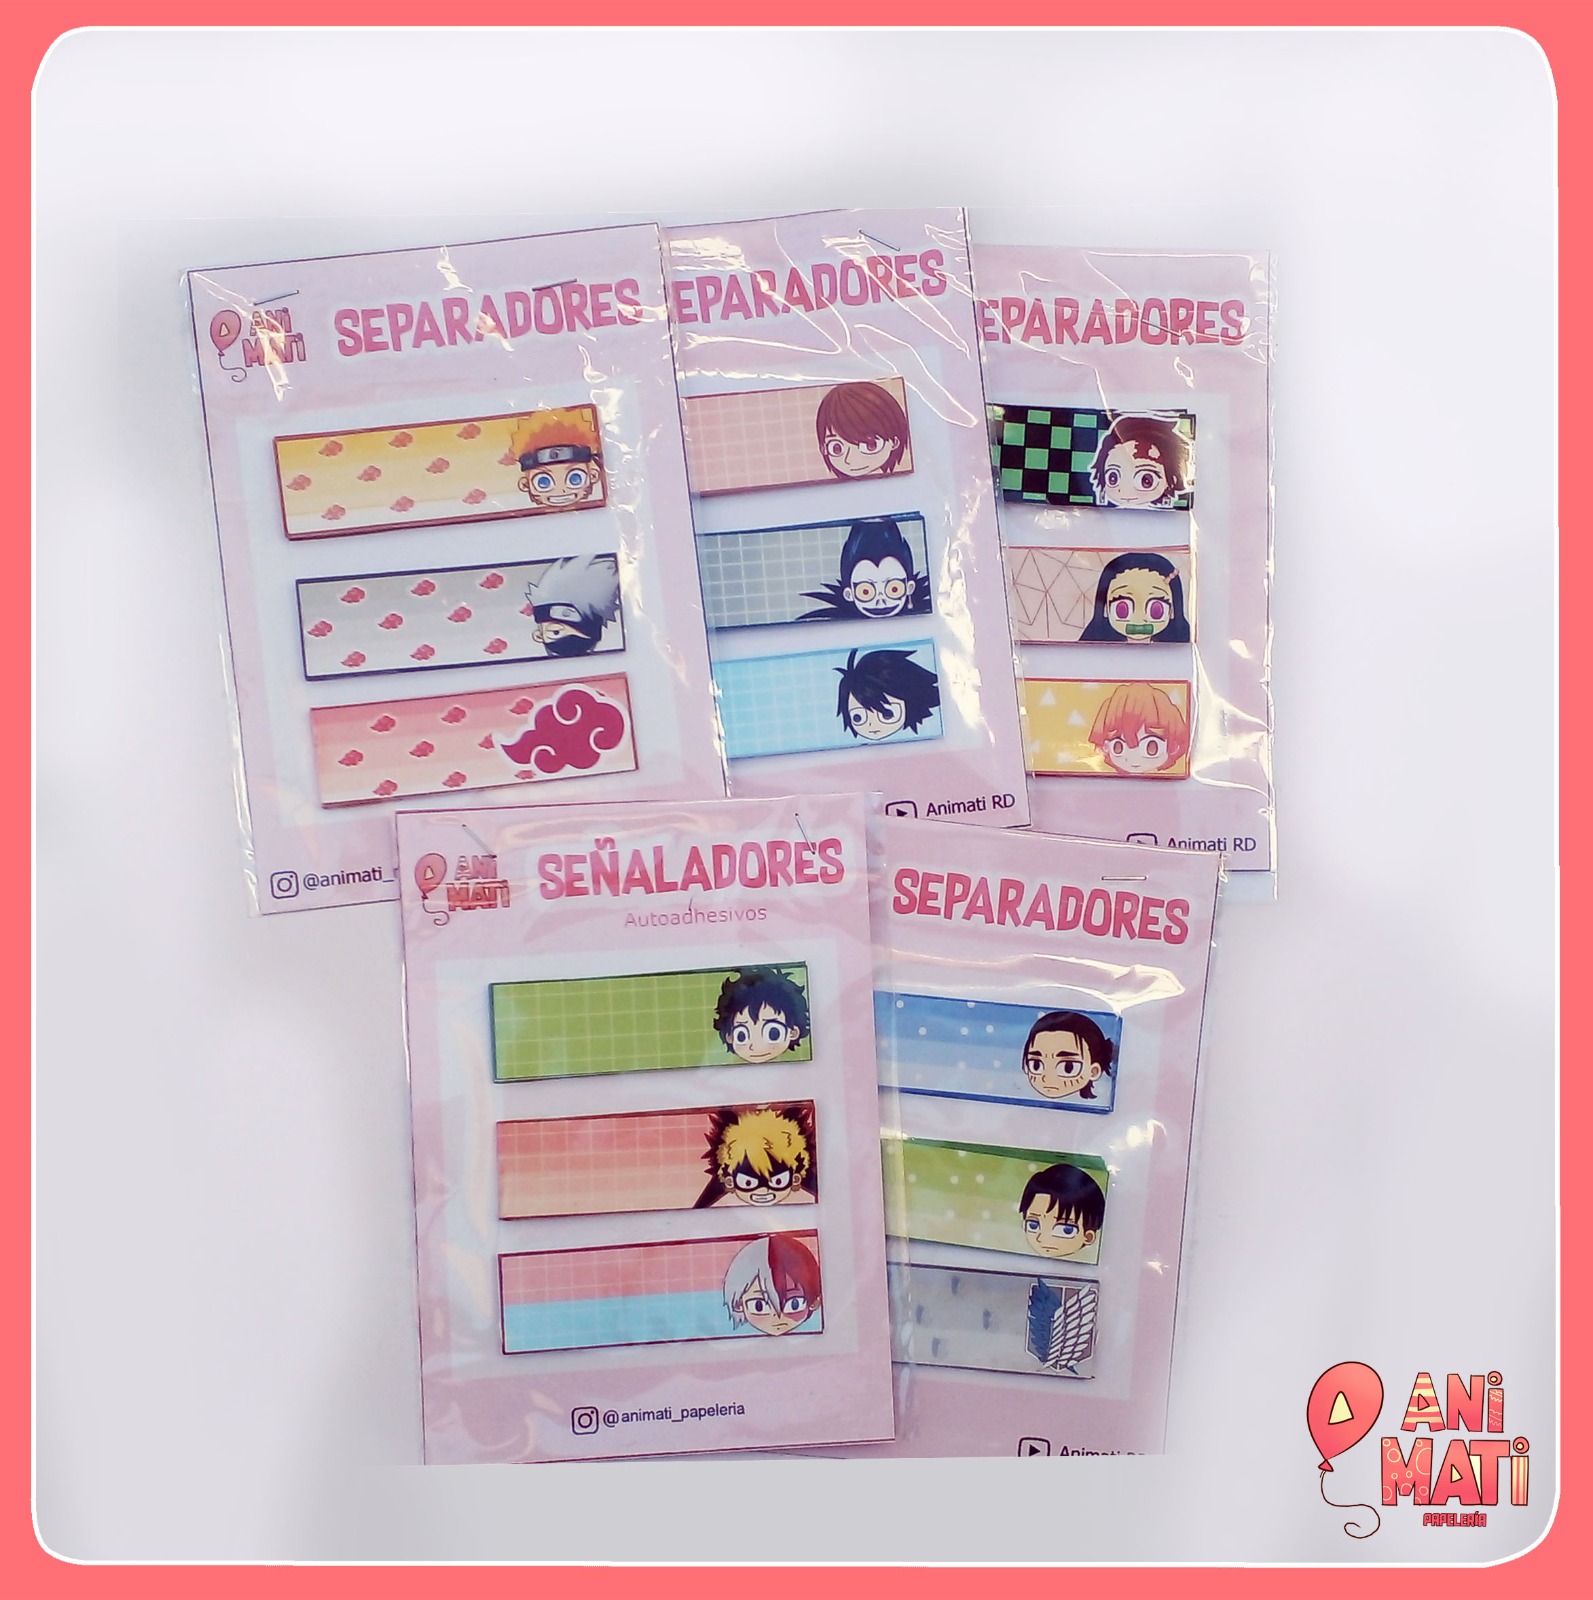 ANi
MATi
SEPARADORES
EPARADORES
EPARADORES
Animati RD
Animati RD
@animati_
ANi
MATi
SEÑALADORES
Autoadhesivos
SEPARADORES
@animati_papeleria
Animati
ANi
MATi
PAPELERÍA